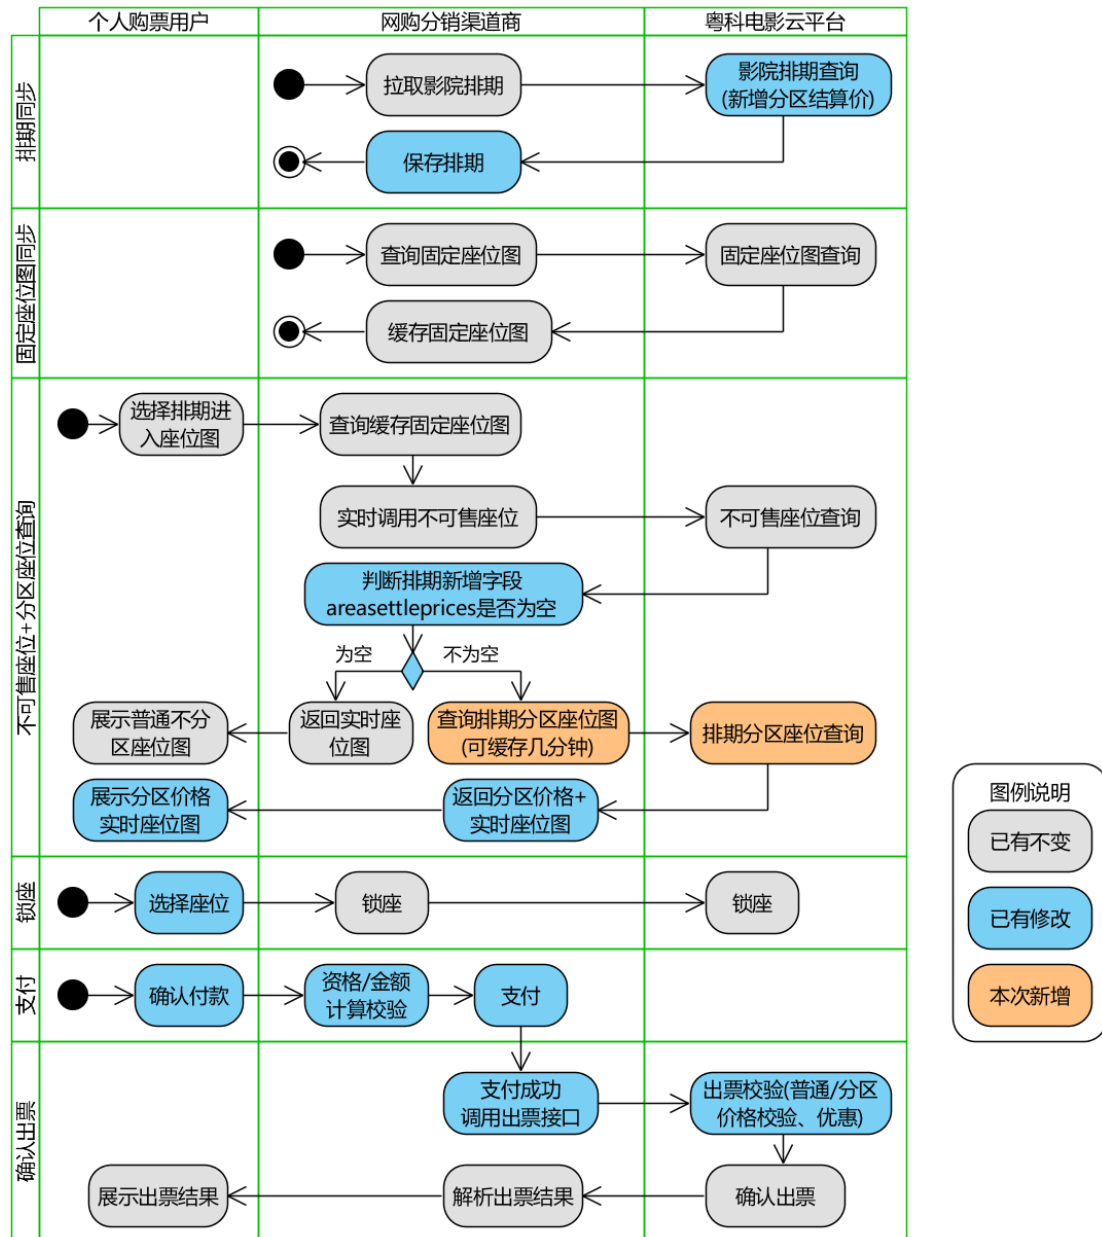 个人购票用户
网购分销渠道商
粤科电影云平台
排期同步
拉取影院排期
影院排期查询
(新增分区结算价)
保存排期
固定座位图同步
查询固定座位图
固定座位图查询
缓存固定座位图
不可售座位+分区座位查询
选择排期进
入座位图
查询缓存固定座位图
实时调用不可售座位
不可售座位查询
判断排期新增字段
areasettleprices是否为空
为空
不为空
展示普通不分
区座位图
返回实时座
位图
查询排期分区座位图
(可缓存几分钟)
排期分区座位查询
展示分区价格
实时座位图
返回分区价格+
实时座位图
锁座
选择座位
锁座
锁座
支付
确认付款
资格/金额
计算校验
支付
确认出票
支付成功
调用出票接口
出票校验(普通/分区
价格校验、优惠)
展示出票结果
解析出票结果
确认出票
图例说明
已有不变
已有修改
本次新增